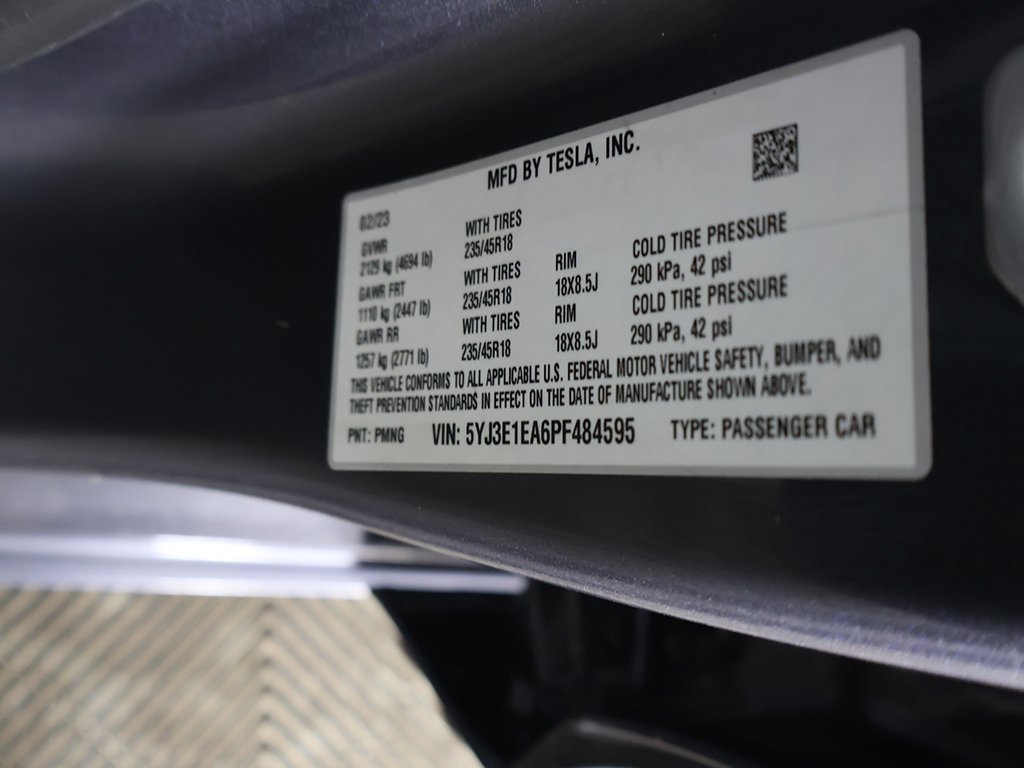 MFD BY TESLA, INC.
02/23
GVWR
2129 kg (4694 lb)
WITH TIRES
235/45R18
GAWR FRT
1110 kg (2447 lb)
WITH TIRES
235/45R18
RIM
18X8.5J
COLD TIRE PRESSURE
290 kPa, 42 psi
GAWR RR
1257 kg (2771 lb)
WITH TIRES
235/45R18
RIM
18X8.5J
COLD TIRE PRESSURE
290 kPa, 42 psi
THIS VEHICLE CONFORMS TO ALL APPLICABLE U.S. FEDERAL MOTOR VEHICLE SAFETY, BUMPER, AND
THEFT PREVENTION STANDARDS IN EFFECT ON THE DATE OF MANUFACTURE SHOWN ABOVE.
PNT: PMNG VIN: 5YJ3E1EA6PF484595 TYPE: PASSENGER CAR